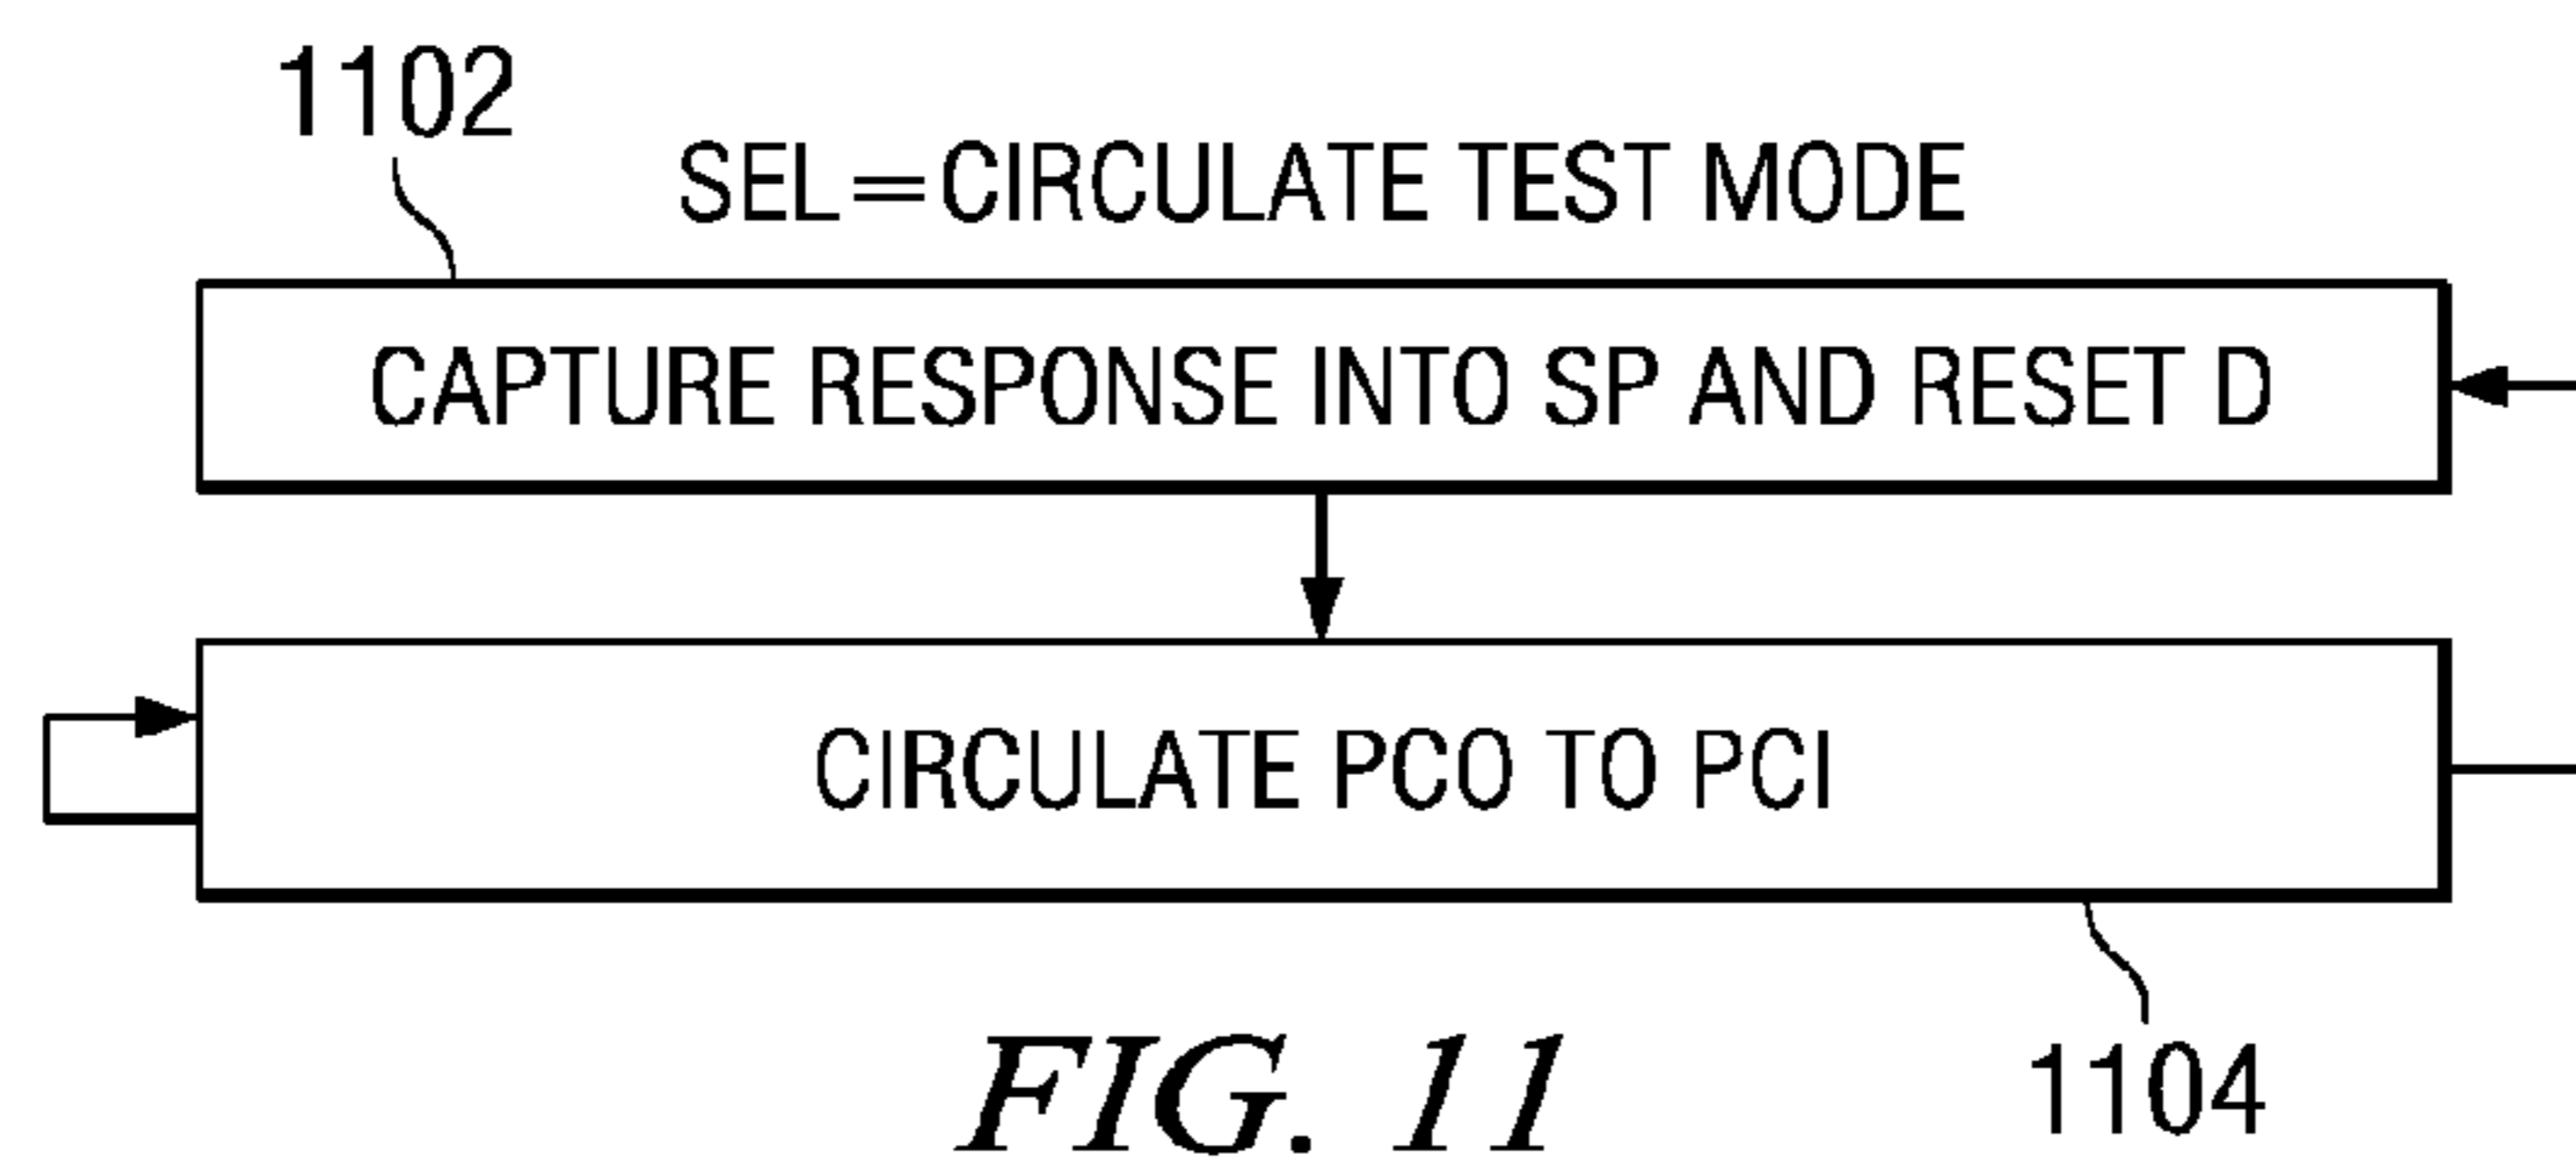 1102
SEL=CIRCULATE TEST MODE
CAPTURE RESPONSE INTO SP AND RESET D
CIRCULATE PCO TO PCI
1104
FIG. 11